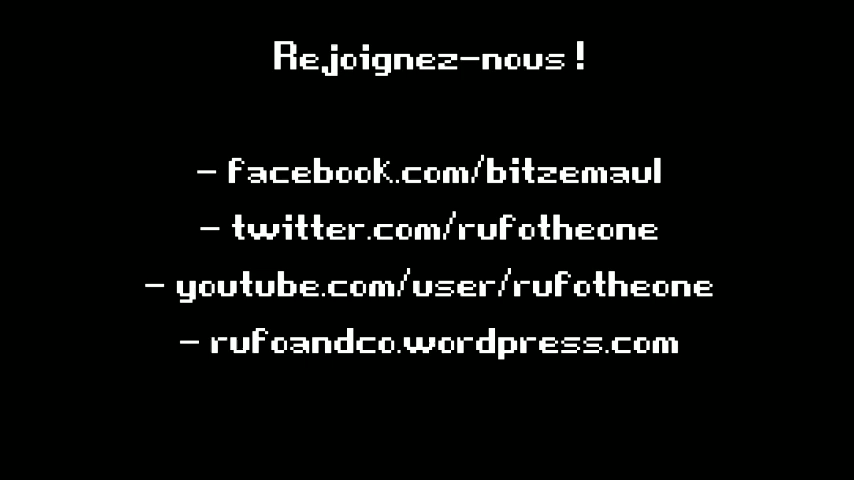 Rejoignez-nous !
- facebook.com/bitzemaul
- twitter.com/rufotheone
- youtube.com/user/rufotheone
- rufoandco.wordpress.com